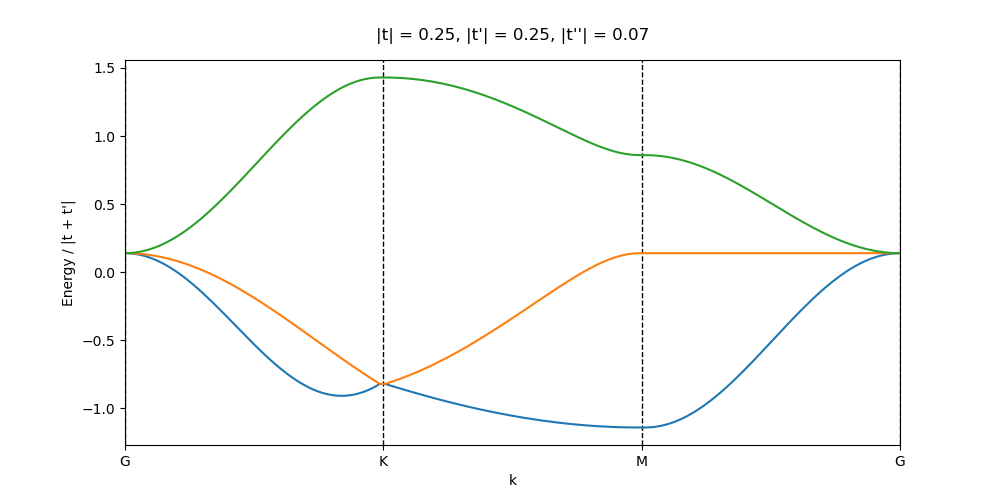 |t| = 0.25, |t'| = 0.25, |t''| = 0.07
Energy / |t + t'|
1.5
1.0
0.5
0.0
−0.5
−1.0
G K M G
k